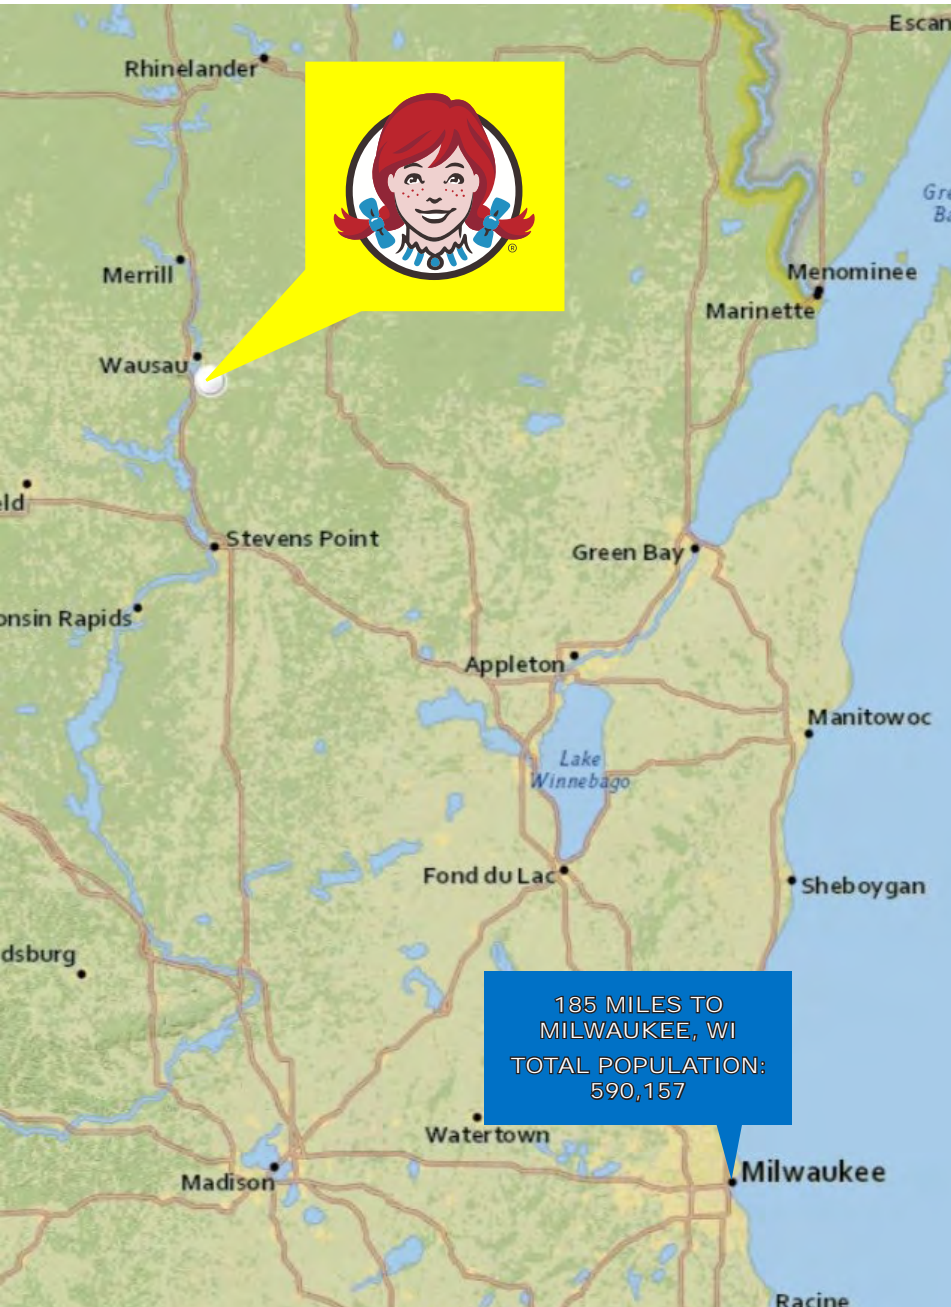 Escan
Rhinelander
Gre
Ba
®
Merrill
Menominee
Marinette
Wausau
eld
Stevens Point
Green Bay
onsin Rapids
Appleton
Manitowoc
Lake
Winnebago
Fond du Lac
Sheboygan
dsburg
185 MILES TO
MILWAUKEE, WI
TOTAL POPULATION:
590,157
Watertown
Milwaukee
Madison
Racine